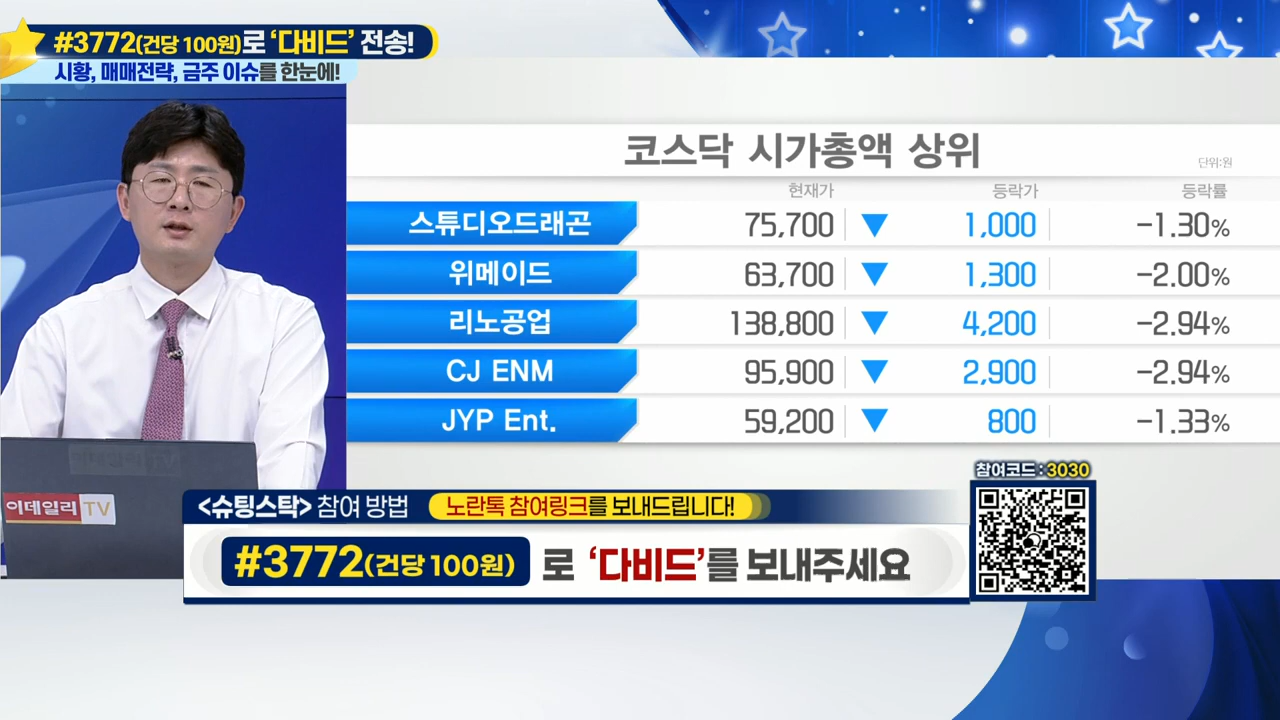 #3772(건당 100원)로 '다비드' 전송!
시황, 매매전략, 금주 이슈를 한눈에!
코스닥 시가총액 상위
단위:원
현재가 등락가 등락률
스튜디오드래곤 75,700 ▼ 1,000 -1.30%
위메이드 63,700 ▼ 1,300 -2.00%
리노공업 138,800 ▼ 4,200 -2.94%
CJ ENM 95,900 ▼ 2,900 -2.94%
JYP Ent. 59,200 ▼ 800 -1.33%
이데일리 TV
참여코드 : 3030
<슈팅스탁> 참여 방법 노란톡 참여링크를 보내드립니다!
#3772(건당 100원) 로 '다비드'를 보내주세요